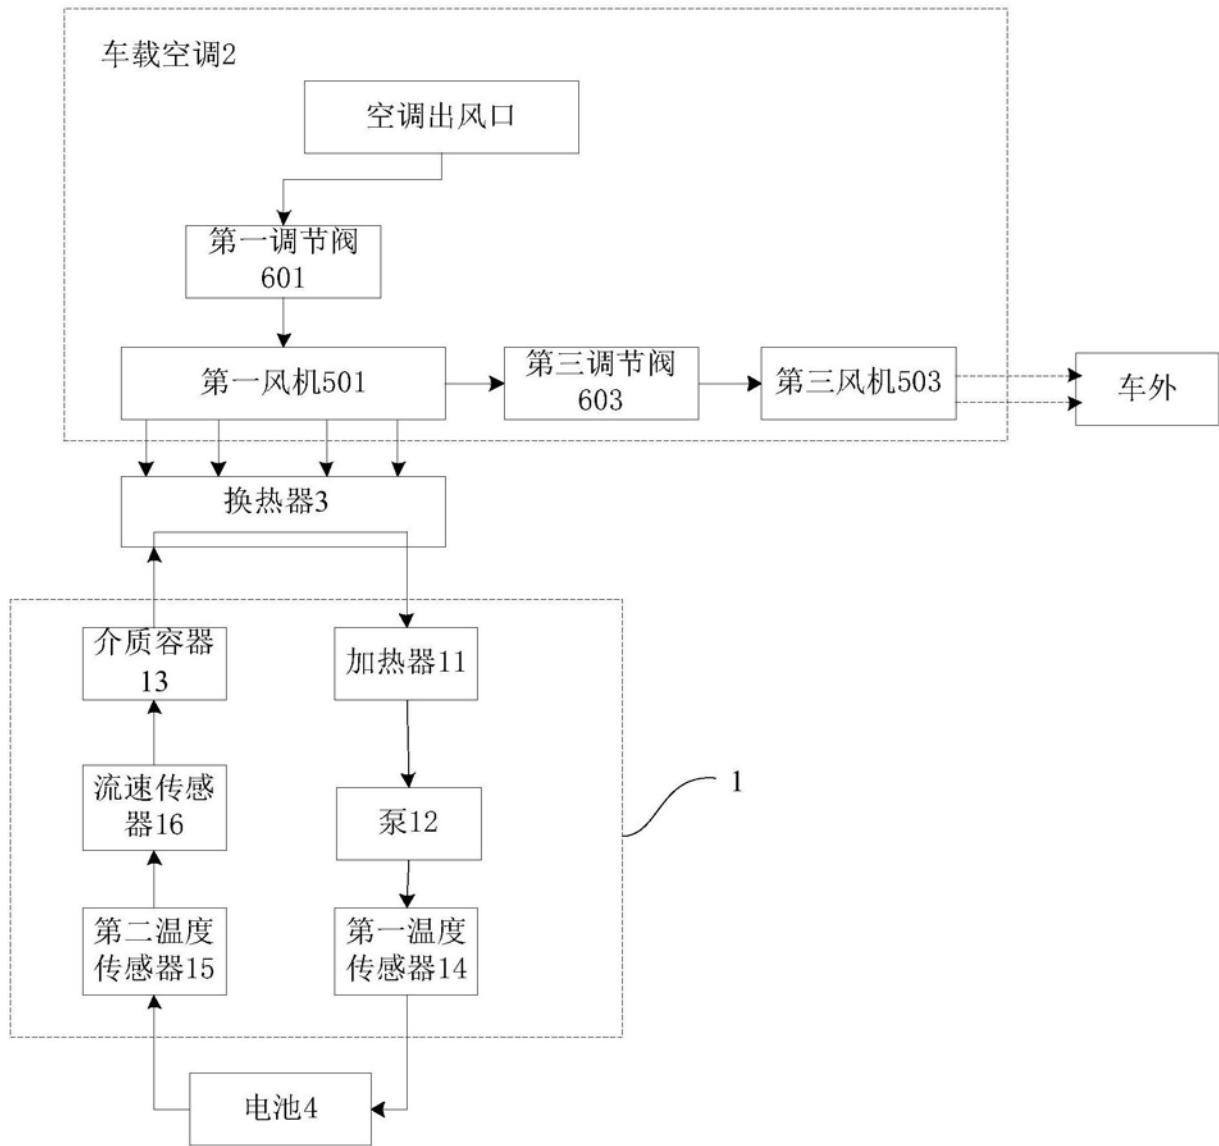 车载空调2
空调出风口
第一调节阀
601
第一风机501
第三调节阀
603
第三风机503
车外
换热器3
介质容器
13
加热器11
流速传感
器16
泵12
1
第二温度
传感器15
第一温度
传感器14
电池4